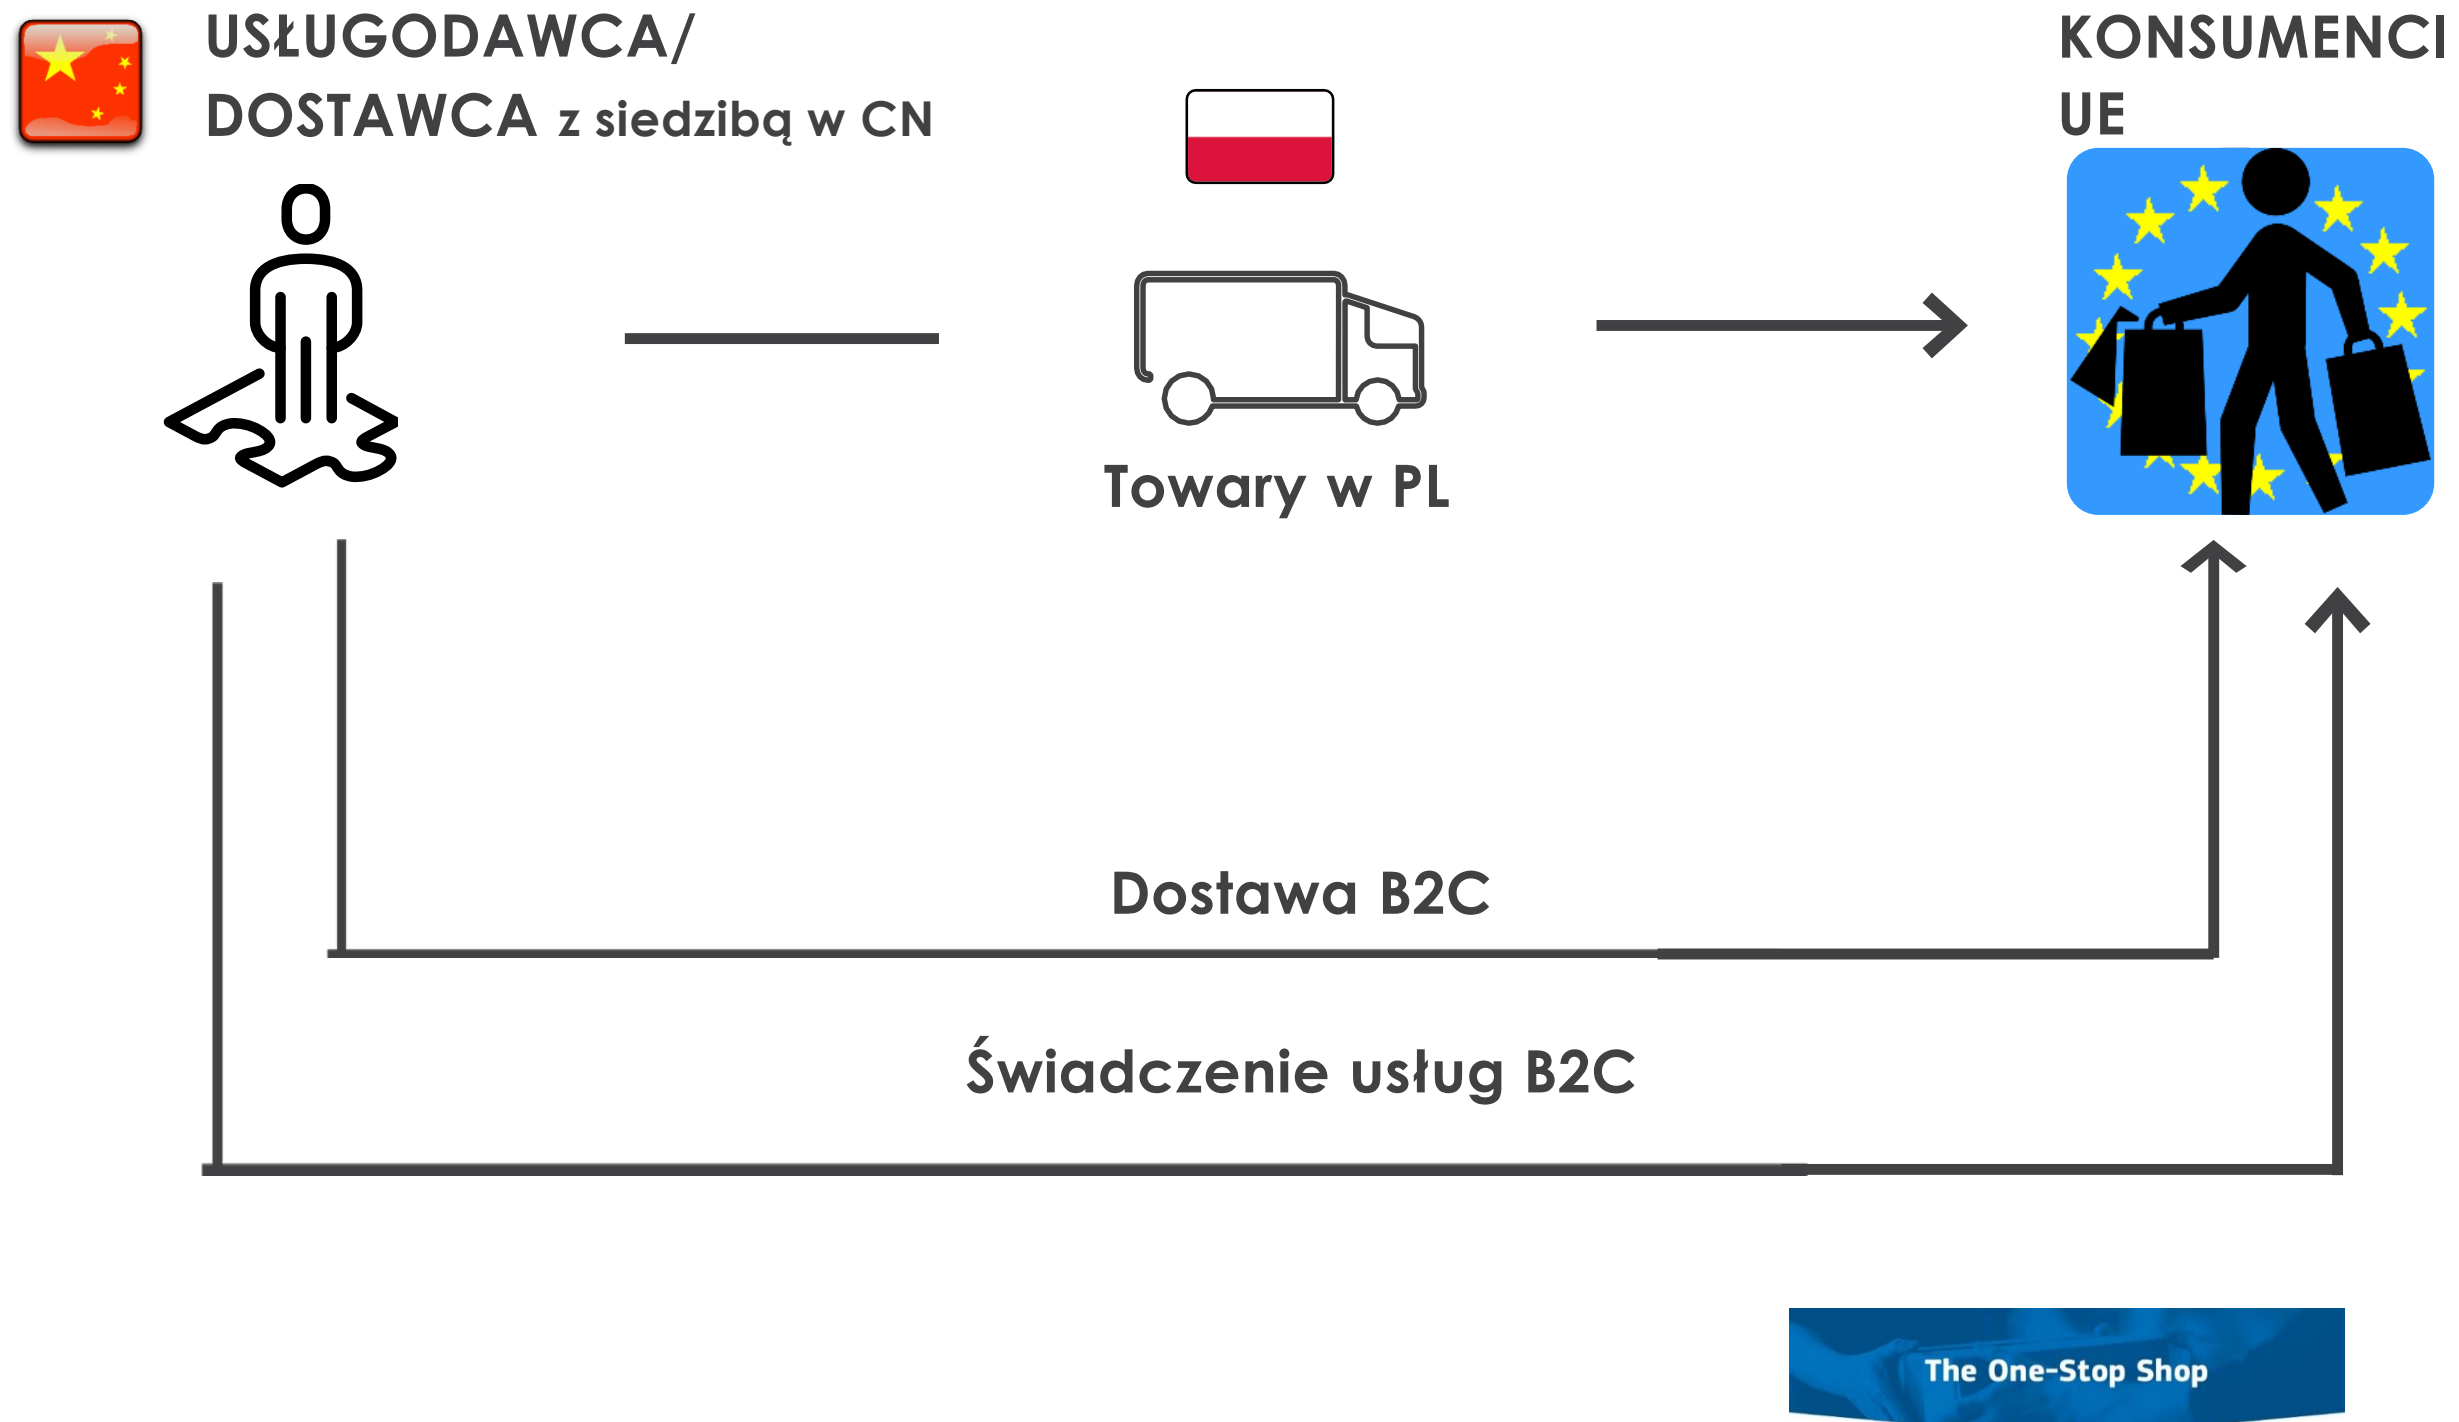 USŁUGODAWCA/
DOSTAWCA z siedzibą w CN
KONSUMENCI
UE
Towary w PL
Dostawa B2C
Świadczenie usług B2C
The One-Stop Shop